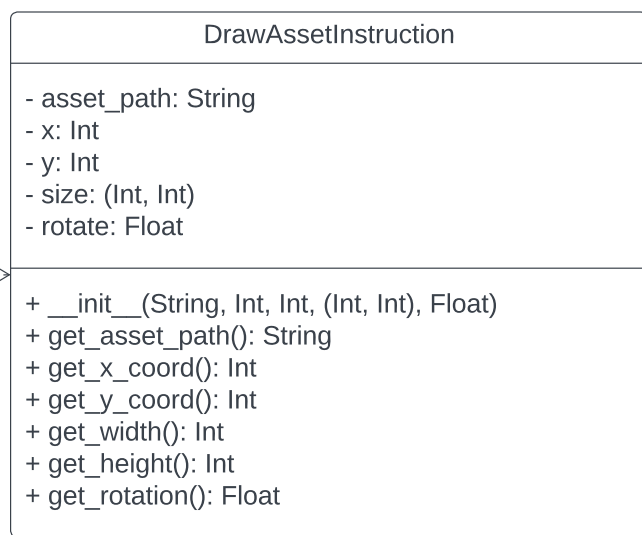 DrawAssetInstruction
- asset_path: String
- x: Int
- y: Int
- size: (Int, Int)
- rotate: Float
+ __init__(String, Int, Int, (Int, Int), Float)
+ get_asset_path(): String
+ get_x_coord(): Int
+ get_y_coord(): Int
+ get_width(): Int
+ get_height(): Int
+ get_rotation(): Float